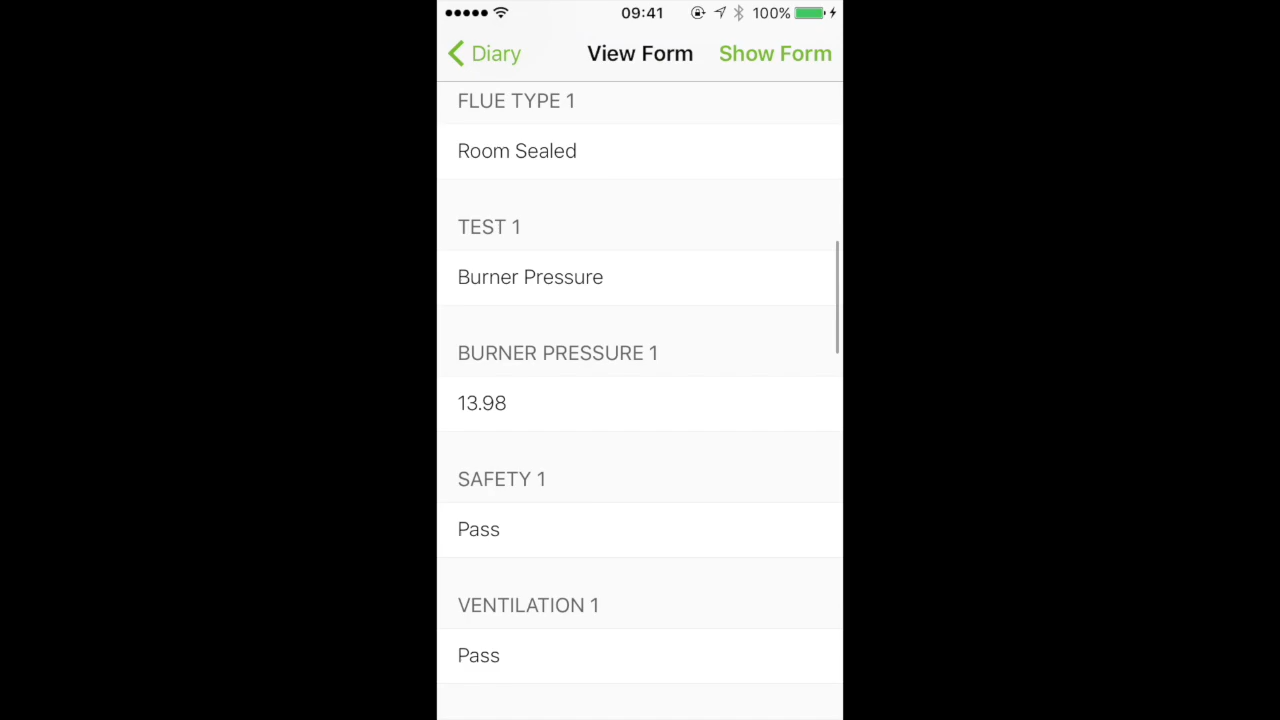 09:41 100%
Diary View Form Show Form
FLUE TYPE 1
Room Sealed
TEST 1
Burner Pressure
BURNER PRESSURE 1
13.98
SAFETY 1
Pass
VENTILATION 1
Pass